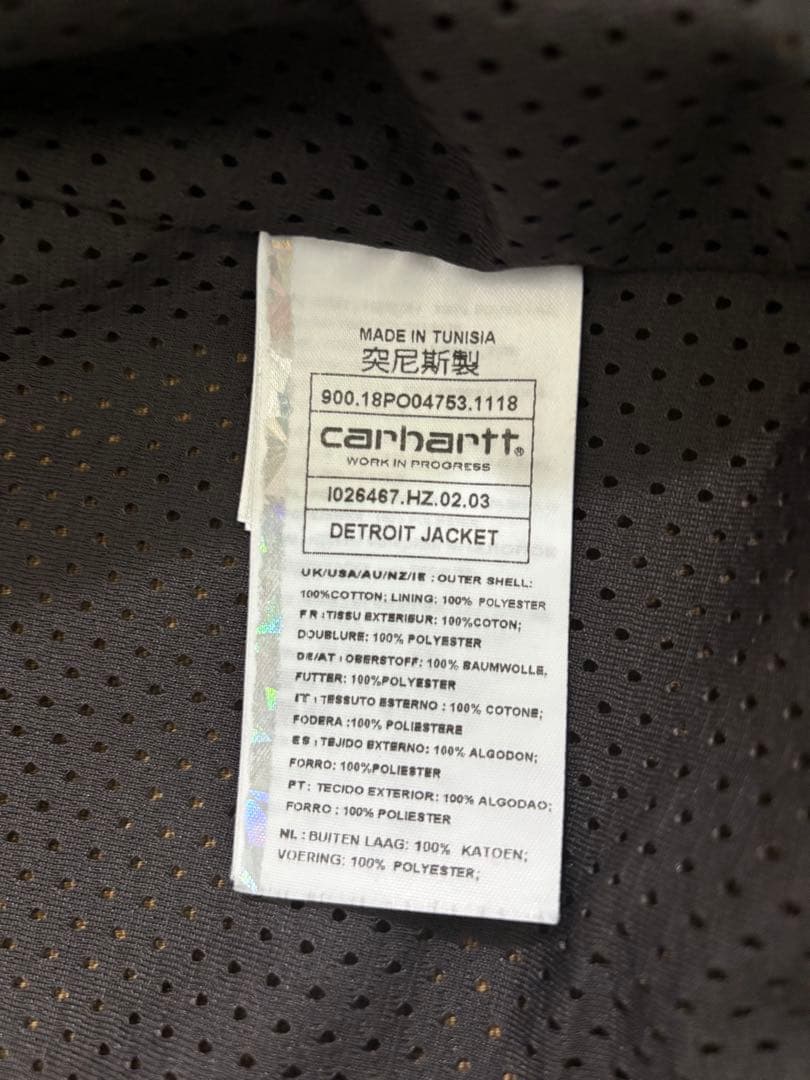 MADE IN TUNISIA
突尼斯製
900.18PO04753.1118
carhartt®
WORK IN PROGRESS
I026467.HZ.02.03
DETROIT JACKET
UK/USA/AU/NZ/IE : OUTER SHELL:
100%COTTON; LINING; 100% POLYESTER
FR :TISSU EXTERIEUR: 100%COTON;
DOUBLURE: 100% POLYESTER
DE/AT : OBERSTOFF: 100% BAUMWOLLE,
FUTTER: 100%POLYESTER
IT : TESSUTO ESTERNO : 100% COTONE;
FODERA :100% POLIESTERE
ES : TEJIDO EXTERNO: 100% ALGODON;
FORRO: 100%POLIESTER
PT: TECIDO EXTERIOR: 100% ALGODAO;
FORRO : 100% POLIESTER
NL : BUITEN LAAG: 100% KATOEN;
VOERING: 100% POLYESTER;